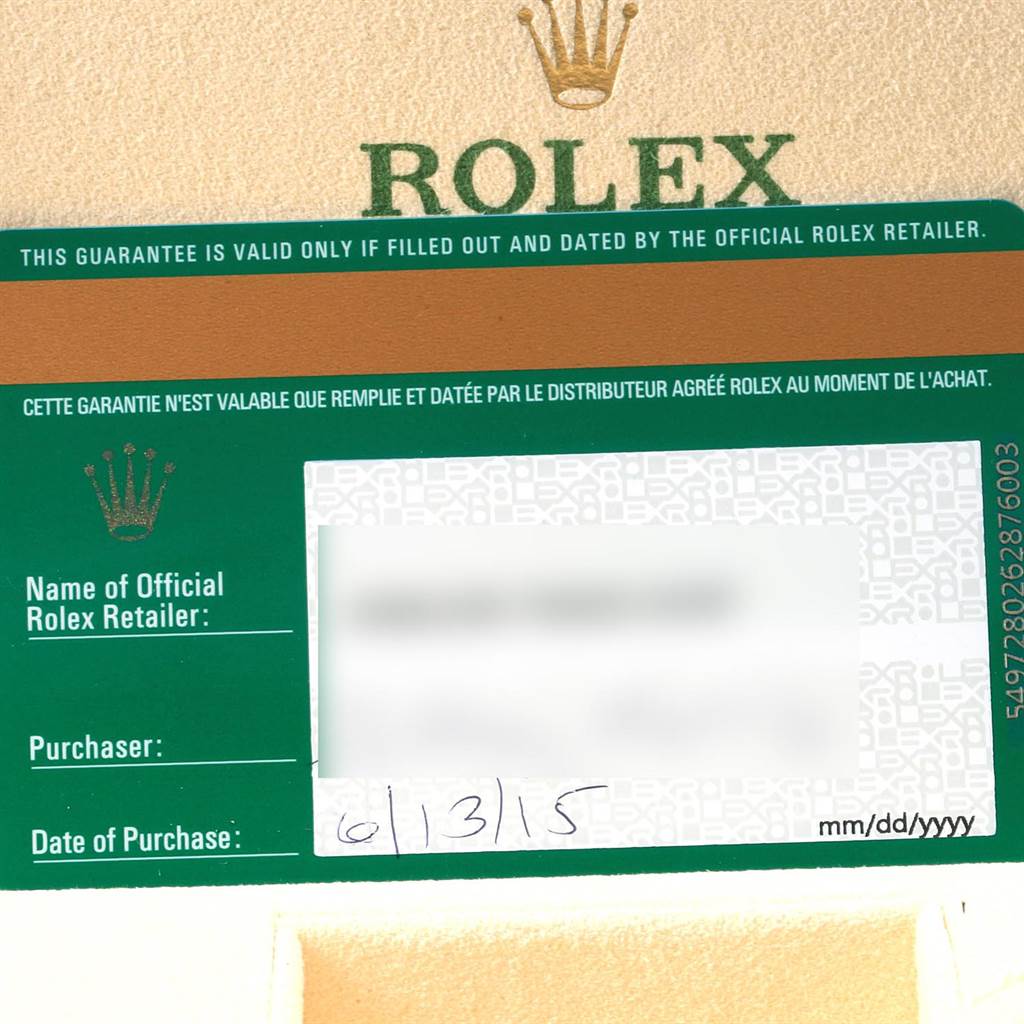 ROLEX
THIS GUARANTEE IS VALID ONLY IF FILLED OUT AND DATED BY THE OFFICIAL ROLEX RETAILER.
CETTE GARANTIE N'EST VALABLE QUE REMPLIE ET DATÉE PAR LE DISTRIBUTEUR AGRÉÉ ROLEX AU MOMENT DE L'ACHAT.
Name of Official
Rolex Retailer:
Purchaser:
Date of Purchase:
6/13/15
mm/dd/yyyy
5497280262876003